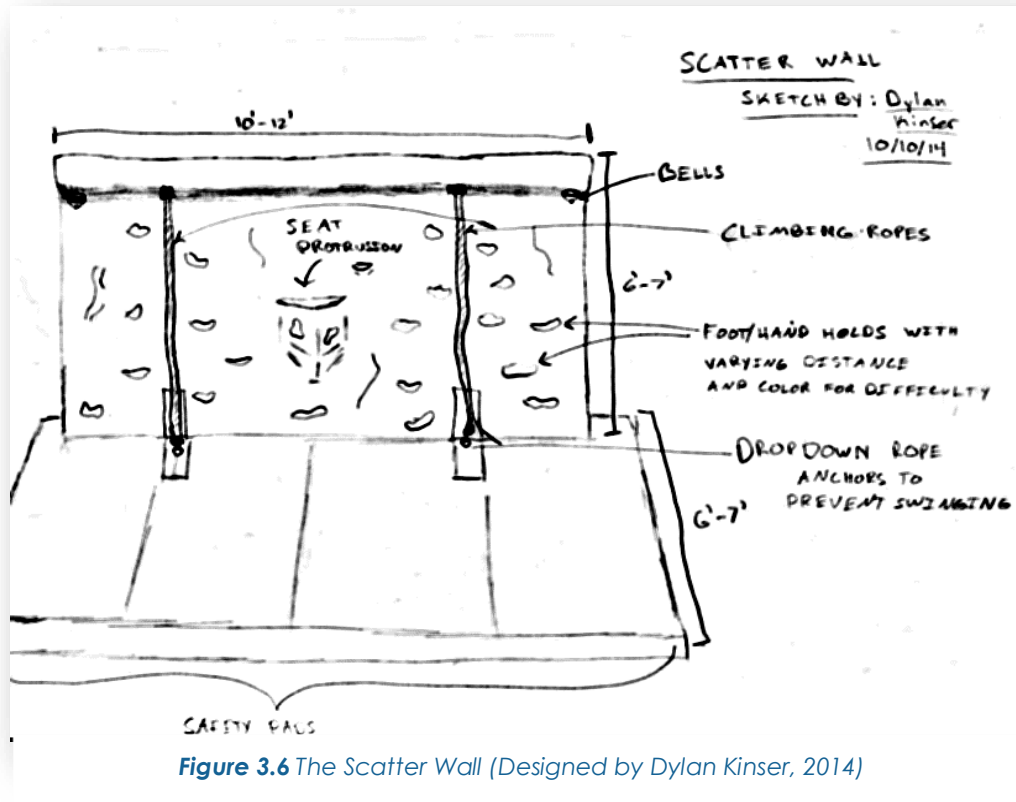 SCATTER WALL
SKETCH BY: Dylan
Kinser
10/10/14
10'-12'
BELLS
SEAT
PROTRUSION
CLIMBING ROPES
6'-7'
FOOT/HAND HOLDS WITH
VARYING DISTANCE
AND COLOR FOR DIFFICULTY
DROPDOWN ROPE
ANCHORS TO
PREVENT SWINGING
6'-7'
SAFETY PADS
Figure 3.6 The Scatter Wall (Designed by Dylan Kinser, 2014)